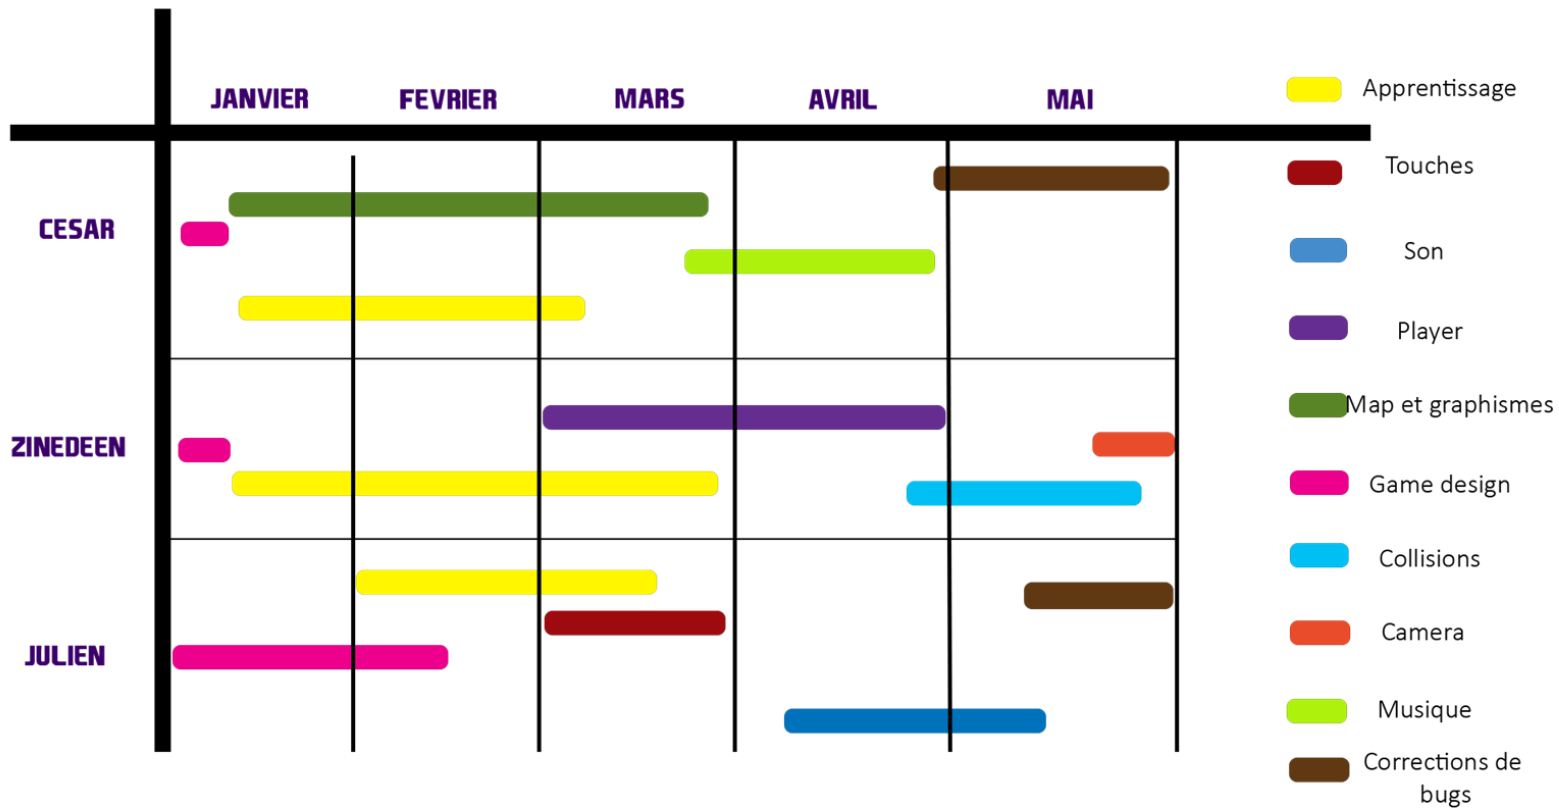 JANVIER FEVRIER MARS AVRIL MAI
CESAR
ZINEDEEN
JULIEN
Apprentissage
Touches
Son
Player
Map et graphismes
Game design
Collisions
Camera
Musique
Corrections de
bugs